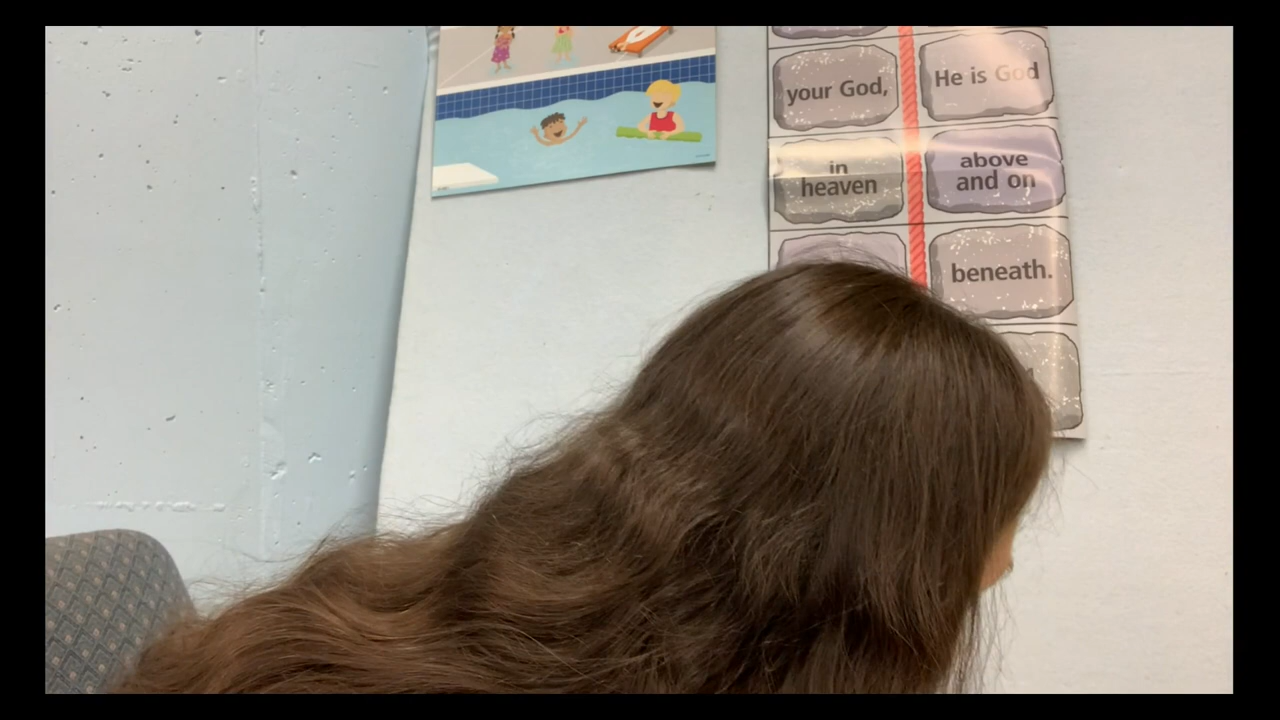 your God,
He is God
in
heaven
above
and on
beneath.